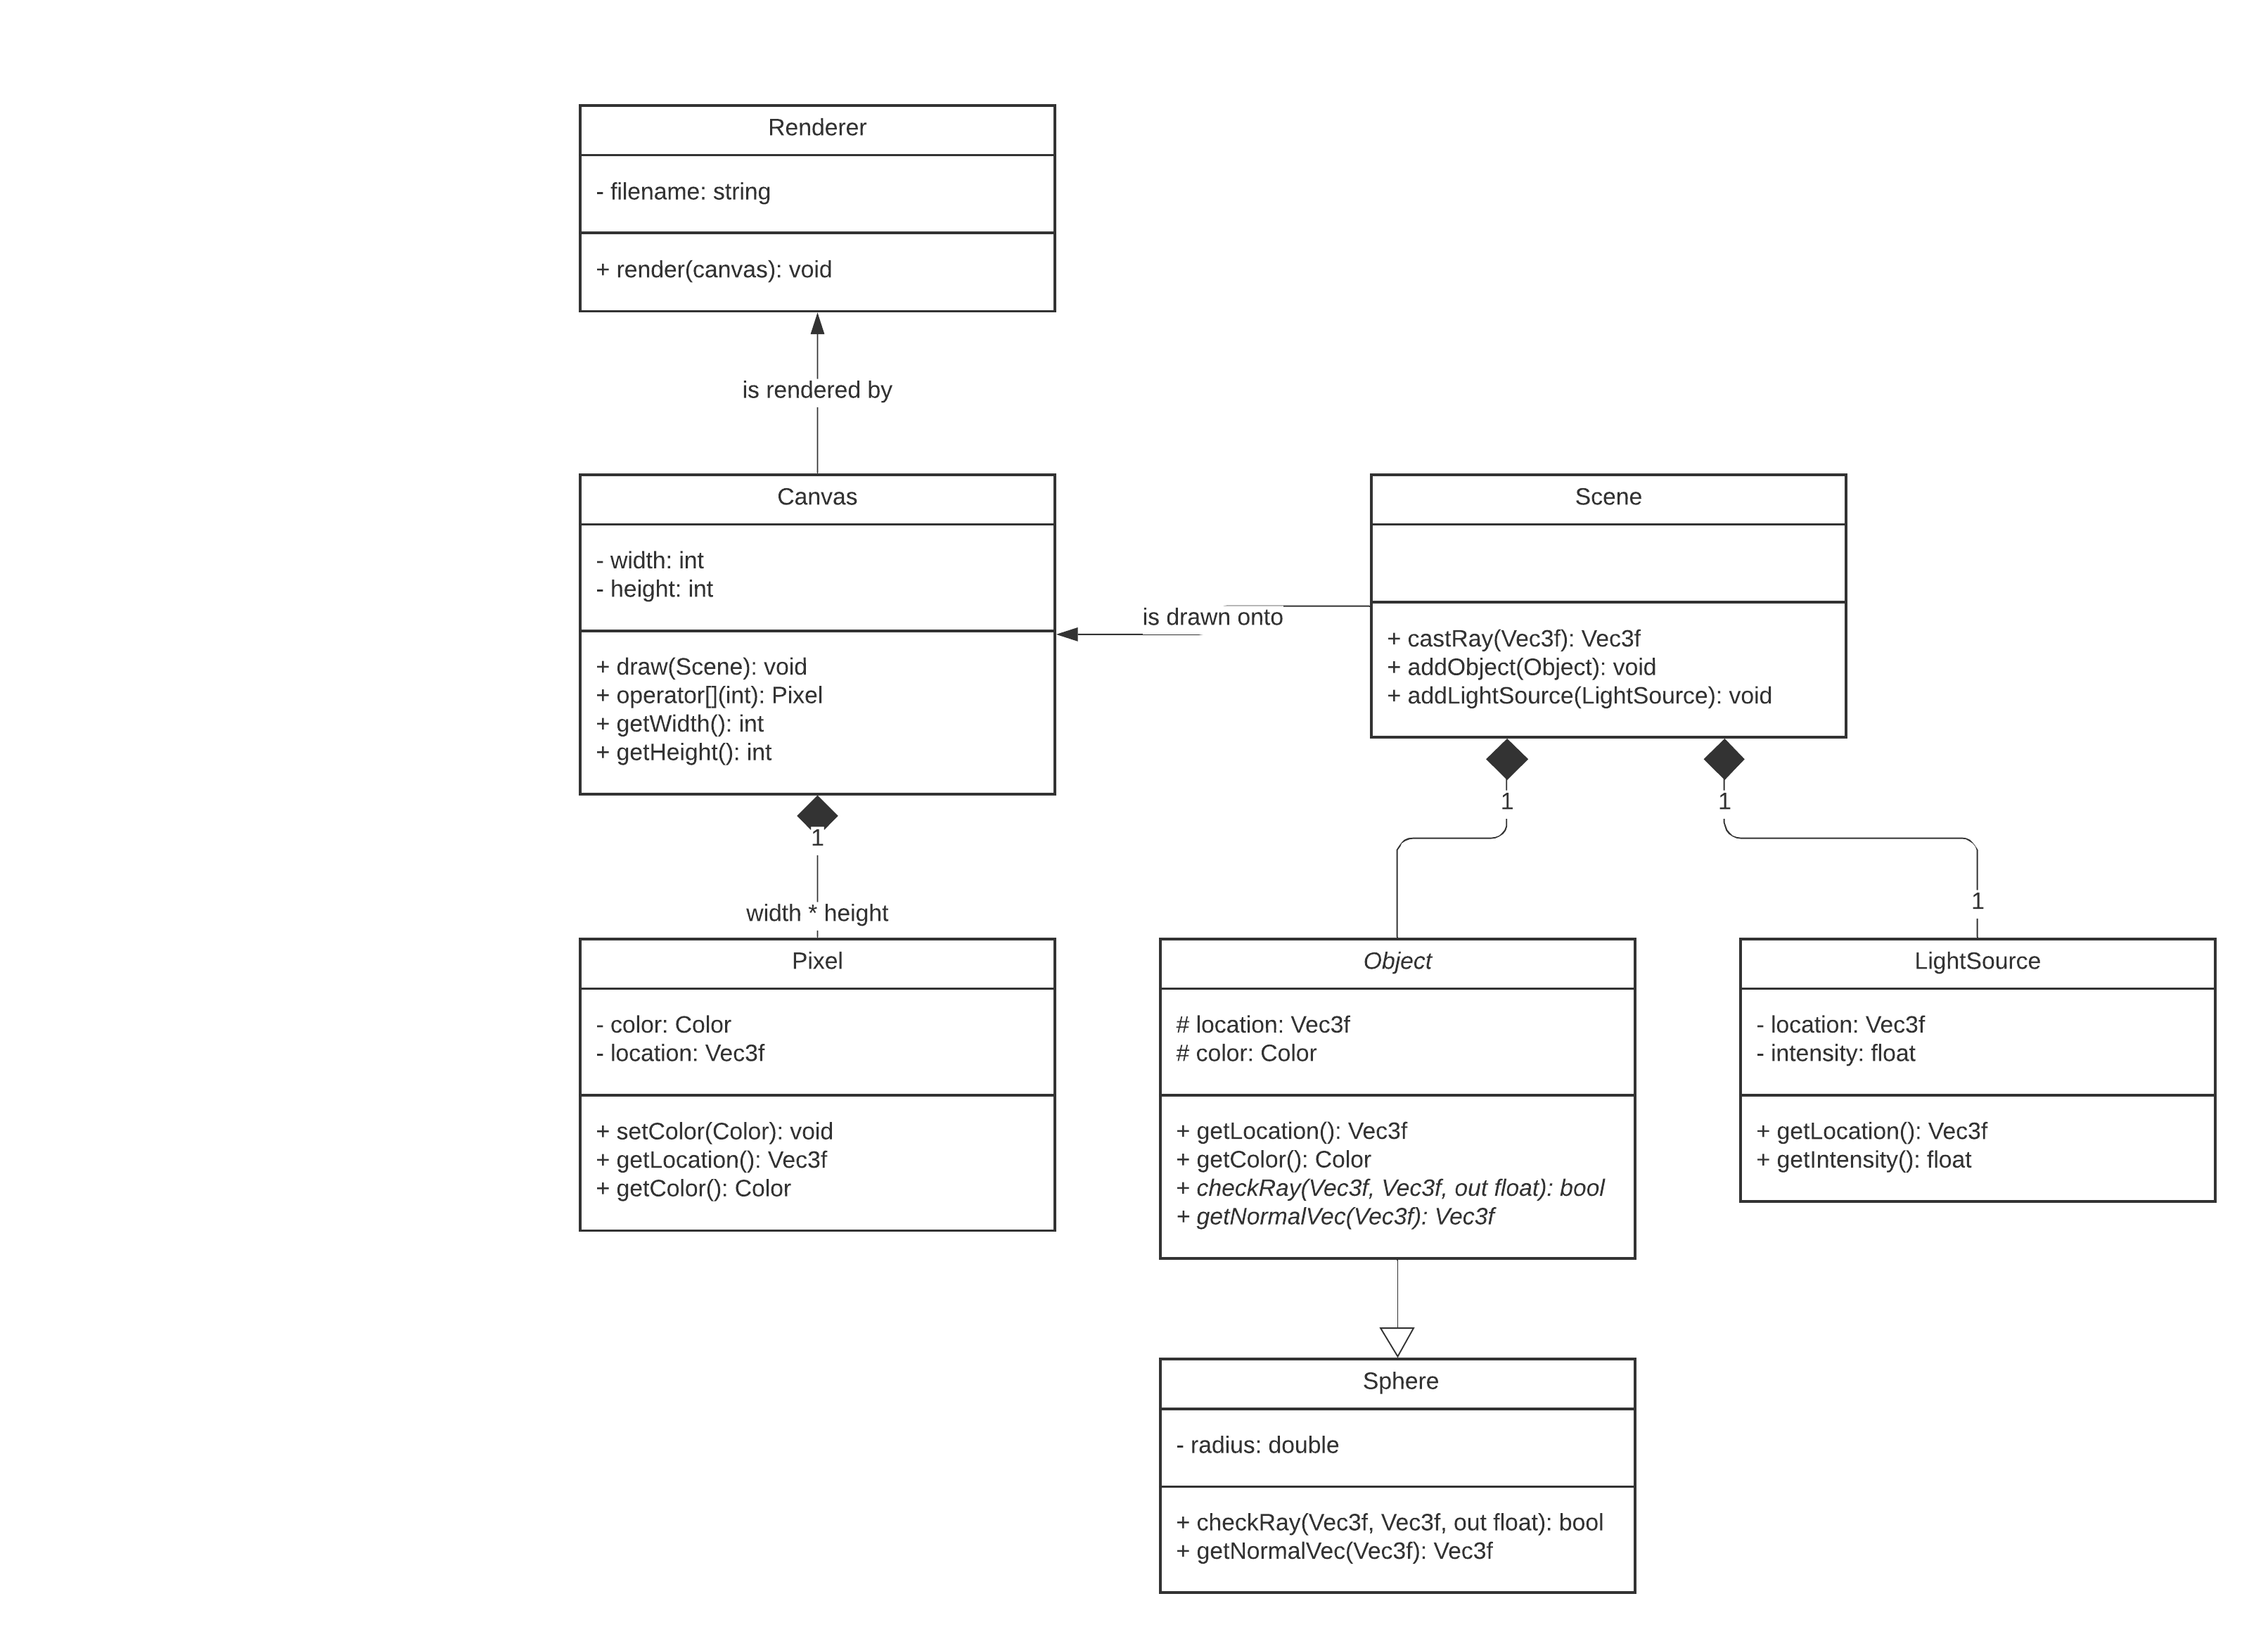 Renderer
- filename: string
+ render(canvas): void
is rendered by
Canvas
- width: int
- height: int
+ draw(Scene): void
+ operator[](int): Pixel
+ getWidth(): int
+ getHeight(): int
is drawn onto
Scene
+ castRay(Vec3f): Vec3f
+ addObject(Object): void
+ addLightSource(LightSource): void
1
width * height
1
1
1
Pixel
- color: Color
- location: Vec3f
+ setColor(Color): void
+ getLocation(): Vec3f
+ getColor(): Color
Object
# location: Vec3f
# color: Color
+ getLocation(): Vec3f
+ getColor(): Color
+ checkRay(Vec3f, Vec3f, out float): bool
+ getNormalVec(Vec3f): Vec3f
LightSource
- location: Vec3f
- intensity: float
+ getLocation(): Vec3f
+ getIntensity(): float
Sphere
- radius: double
+ checkRay(Vec3f, Vec3f, out float): bool
+ getNormalVec(Vec3f): Vec3f